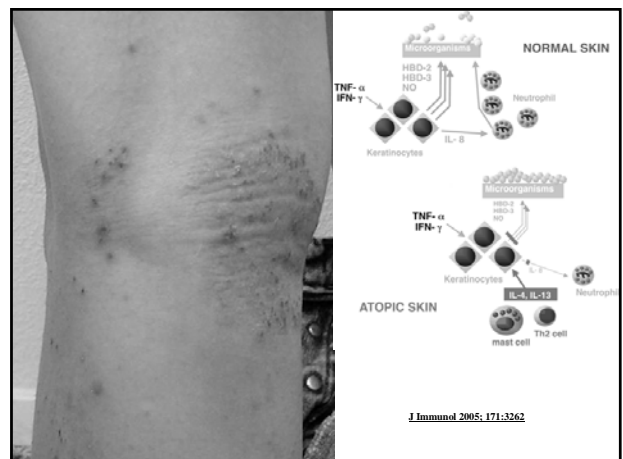 NORMAL SKIN
Microorganisms
HBD-2
HBD-3
NO
TNF- α
IFN- γ
Neutrophil
IL- 8
Keratinocytes
Microorganisms
HBD-2
HBD-3
NO
TNF- α
IFN- γ
IL- 8
Keratinocytes
Neutrophil
IL-4, IL-13
ATOPIC SKIN
mast cell
Th2 cell
J Immunol 2005; 171:3262